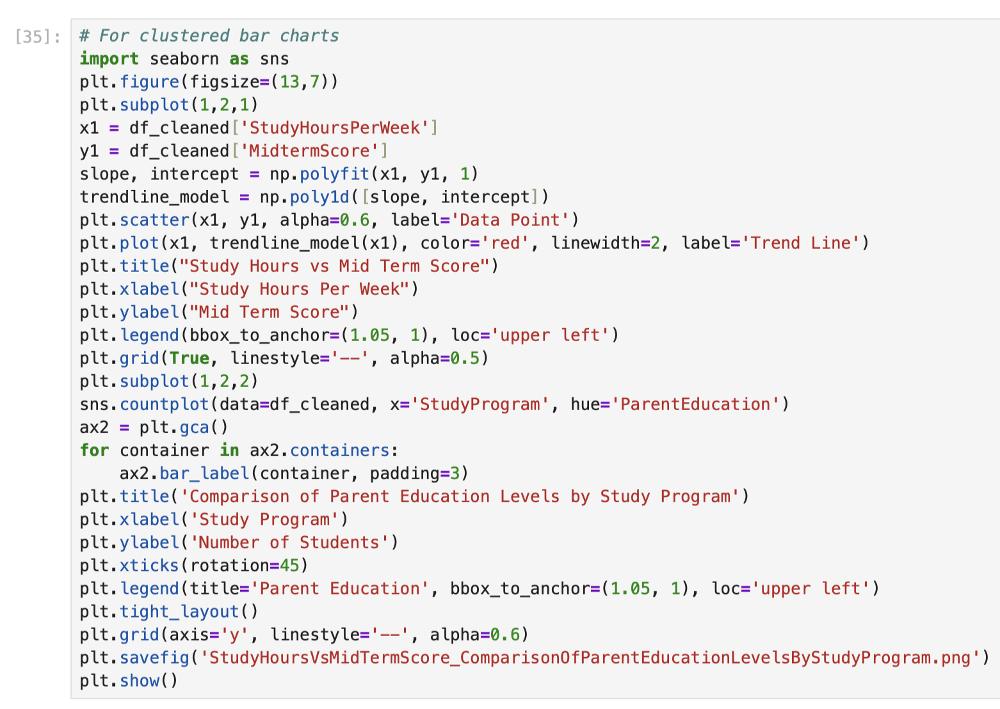 [35]: # For clustered bar charts
import seaborn as sns
plt.figure(figsize=(13,7))
plt.subplot(1,2,1)
x1 = df_cleaned['StudyHoursPerWeek']
y1 = df_cleaned['MidtermScore']
slope, intercept = np.polyfit(x1, y1, 1)
trendline_model = np.poly1d([slope, intercept])
plt.scatter(x1, y1, alpha=0.6, label='Data Point')
plt.plot(x1, trendline_model(x1), color='red', linewidth=2, label='Trend Line')
plt.title("Study Hours vs Mid Term Score")
plt.xlabel("Study Hours Per Week")
plt.ylabel("Mid Term Score")
plt.legend(bbox_to_anchor=(1.05, 1), loc='upper left')
plt.grid(True, linestyle='--', alpha=0.5)
plt.subplot(1,2,2)
sns.countplot(data=df_cleaned, x='StudyProgram', hue='ParentEducation')
ax2 = plt.gca()
for container in ax2.containers:
    ax2.bar_label(container, padding=3)
plt.title('Comparison of Parent Education Levels by Study Program')
plt.xlabel('Study Program')
plt.ylabel('Number of Students')
plt.xticks(rotation=45)
plt.legend(title='Parent Education', bbox_to_anchor=(1.05, 1), loc='upper left')
plt.tight_layout()
plt.grid(axis='y', linestyle='--', alpha=0.6)
plt.savefig('StudyHoursVsMidTermScore_ComparisonOfParentEducationLevelsByStudyProgram.png')
plt.show()